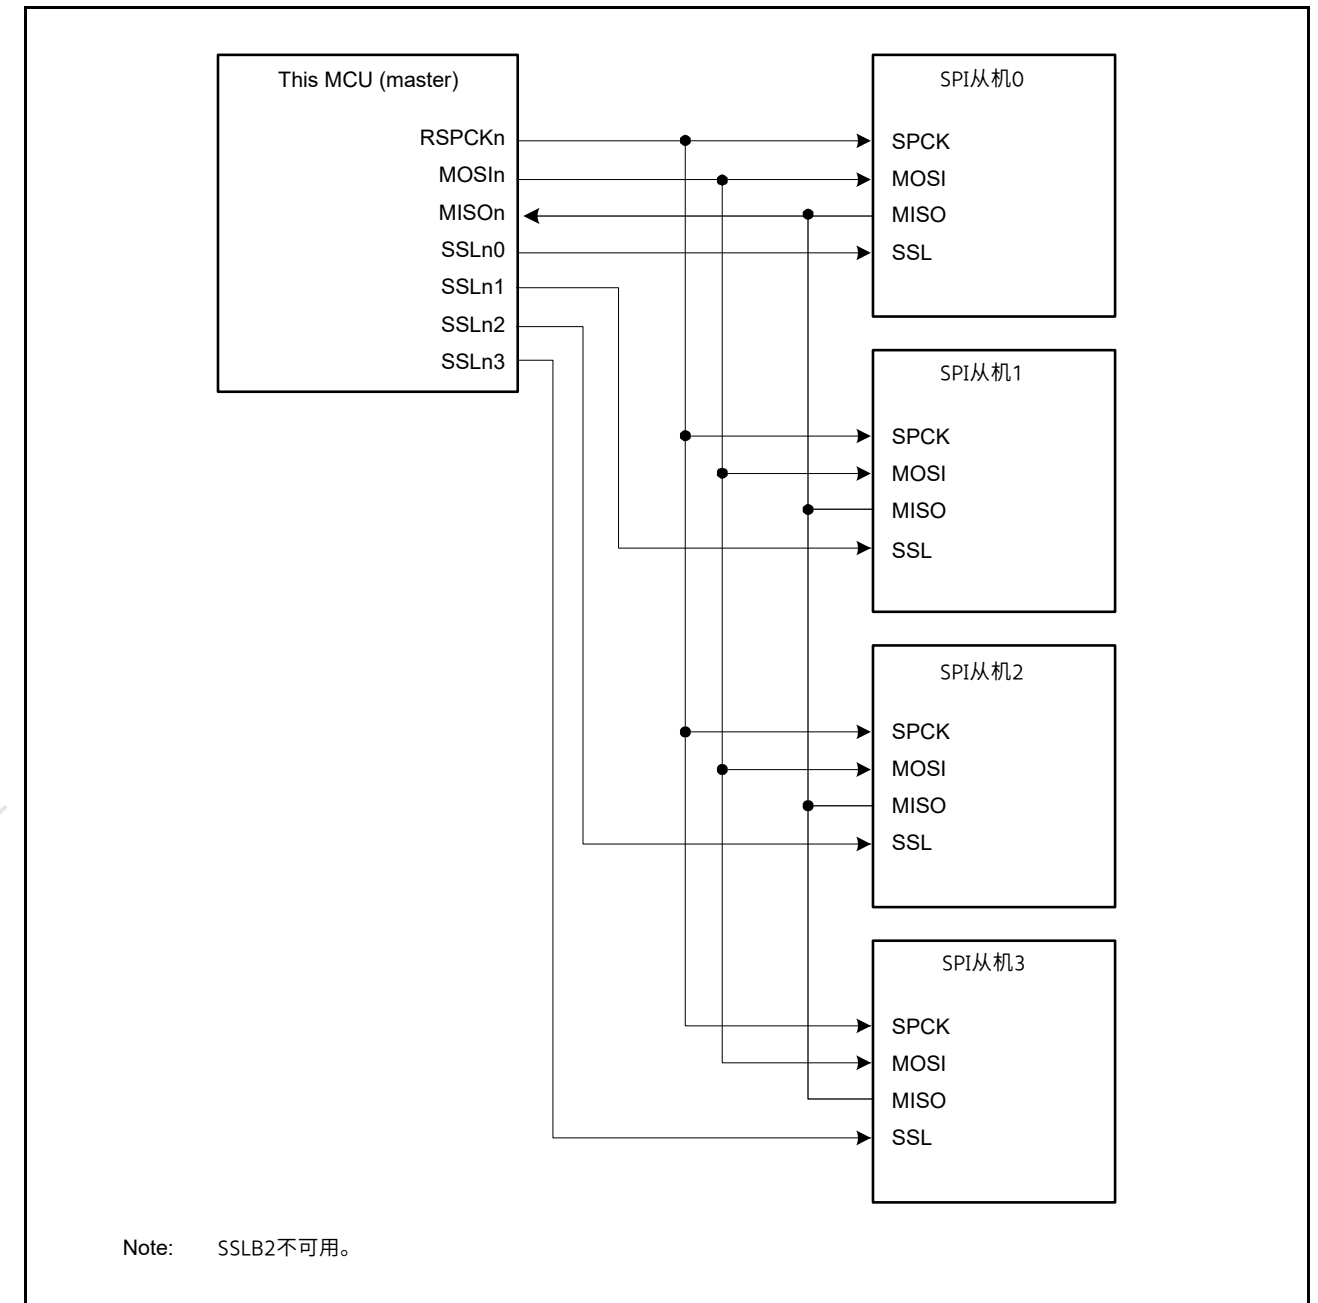 This MCU (master)
RSPCKn
MOSIn
MISOn
SSLn0
SSLn1
SSLn2
SSLn3
SPI从机0
SPCK
MOSI
MISO
SSL
SPI从机1
SPCK
MOSI
MISO
SSL
SPI从机2
SPCK
MOSI
MISO
SSL
SPI从机3
SPCK
MOSI
MISO
SSL
Note: SSLB2不可用。